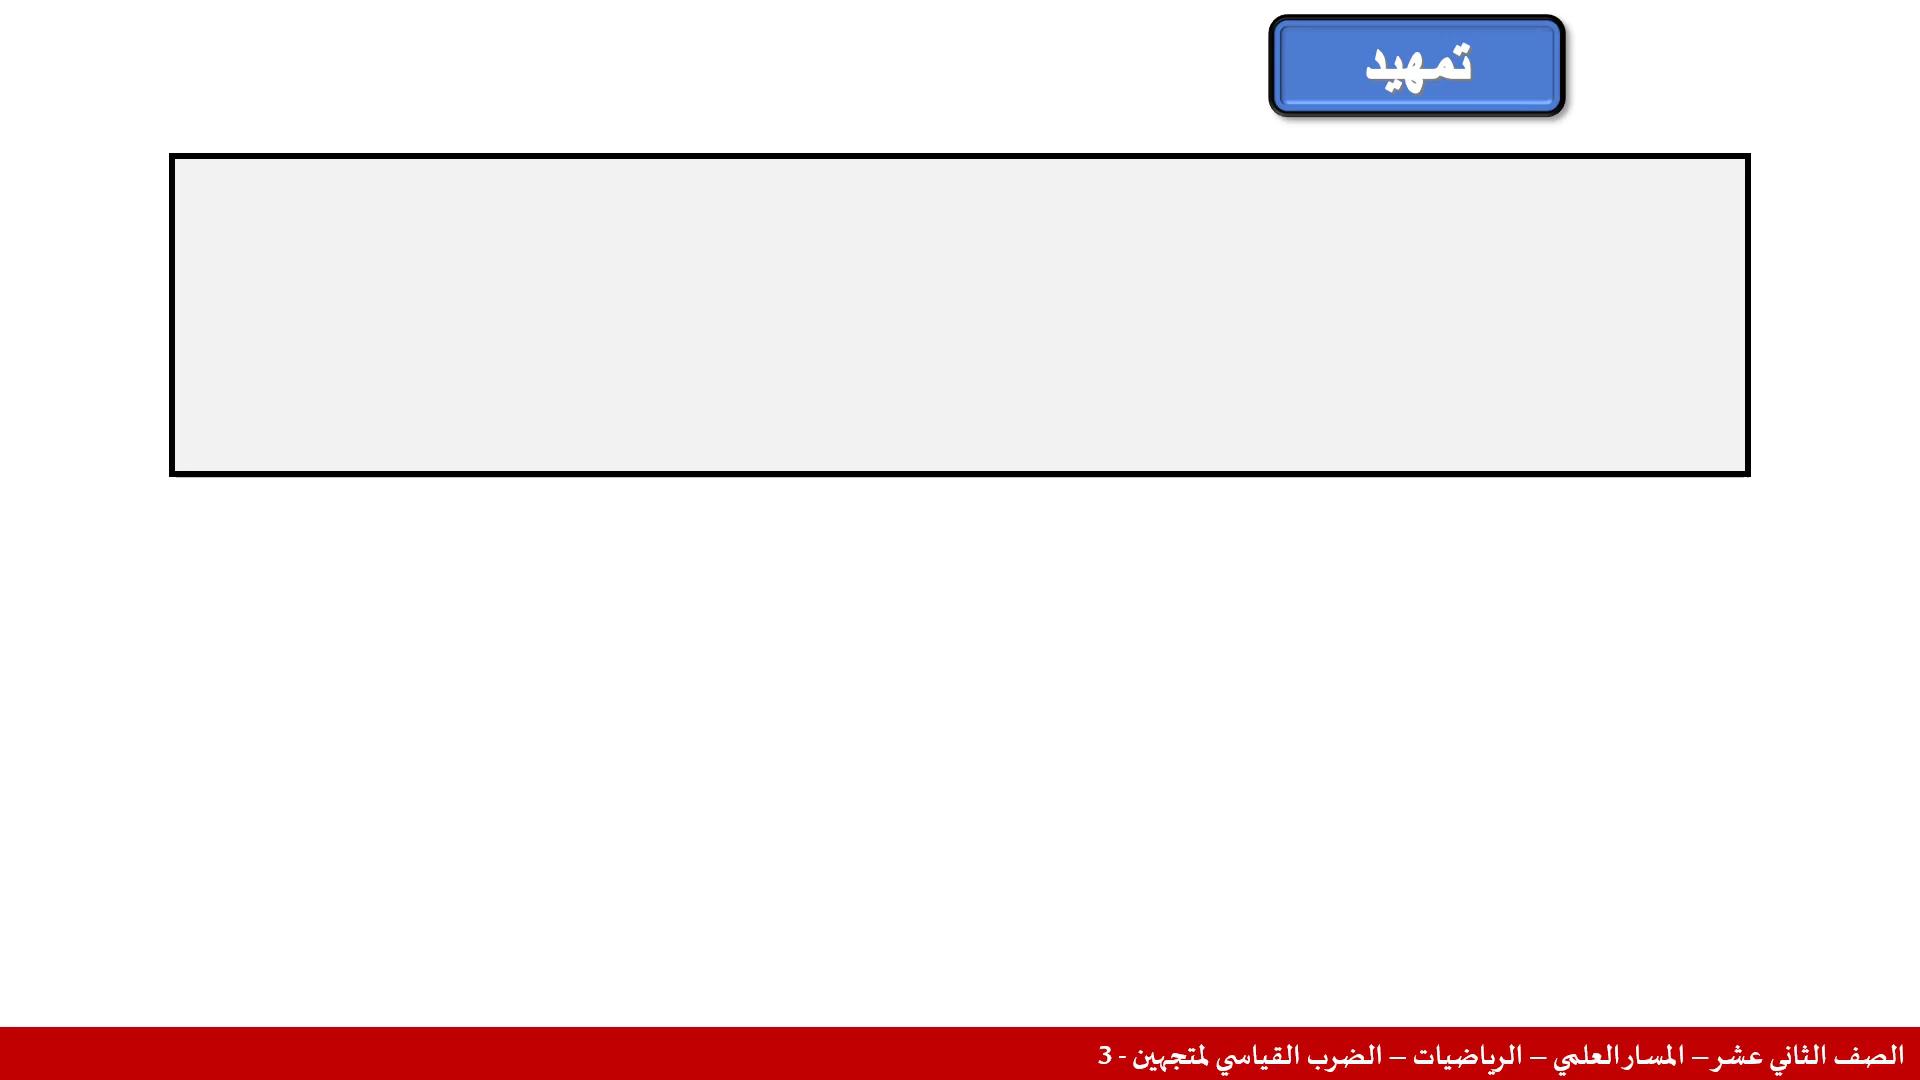 تمهيد
الصف الثاني عشر – المسار العلمي – الرياضيات – الضرب القياسي لمتجهين - 3